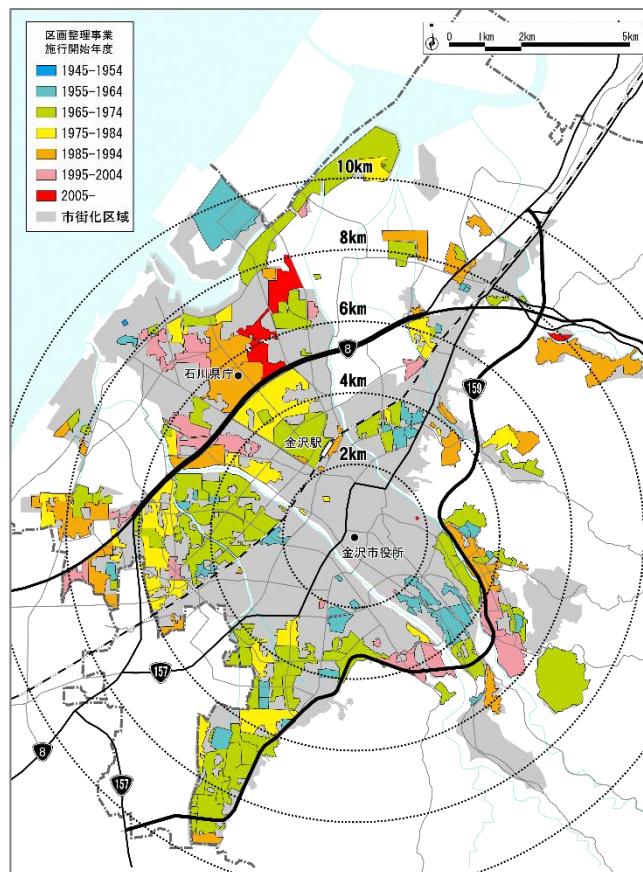 区画整理事業
施行開始年度
1945-1954
1955-1964
1965-1974
1975-1984
1985-1994
1995-2004
2005-
市街化区域
0 1km 2km 5km
10km
8km
6km
8
石川県庁
4km
159
金沢駅
2km
金沢市役所
157
8
157